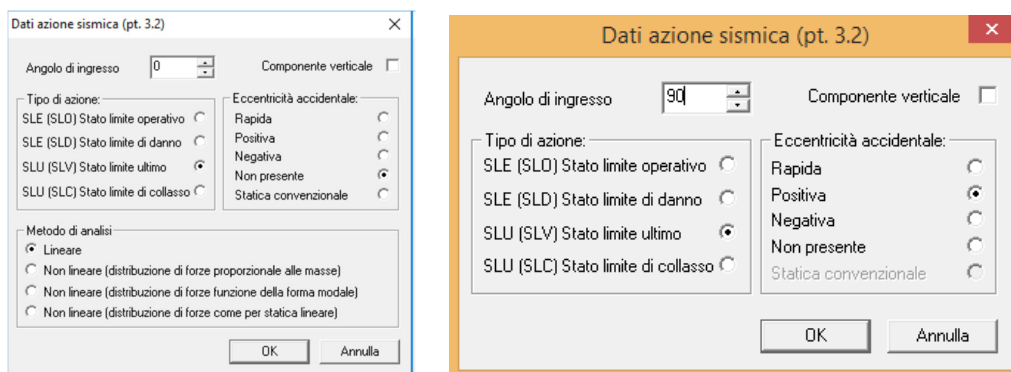 Dati azione sismica (pt. 3.2)
Angolo di ingresso 0 Componente verticale
Tipo di azione:
SLE (SLO) Stato limite operativo
SLE (SLD) Stato limite di danno
SLU (SLV) Stato limite ultimo
SLU (SLC) Stato limite di collasso
Eccentricità accidentale:
Rapida
Positiva
Negativa
Non presente
Statica convenzionale
Metodo di analisi
Lineare
Non lineare (distribuzione di forze proporzionale alle masse)
Non lineare (distribuzione di forze funzione della forma modale)
Non lineare (distribuzione di forze come per statica lineare)
OK Annulla
Dati azione sismica (pt. 3.2)
Angolo di ingresso 90 Componente verticale
Tipo di azione:
SLE (SLO) Stato limite operativo
SLE (SLD) Stato limite di danno
SLU (SLV) Stato limite ultimo
SLU (SLC) Stato limite di collasso
Eccentricità accidentale:
Rapida
Positiva
Negativa
Non presente
Statica convenzionale
OK Annulla